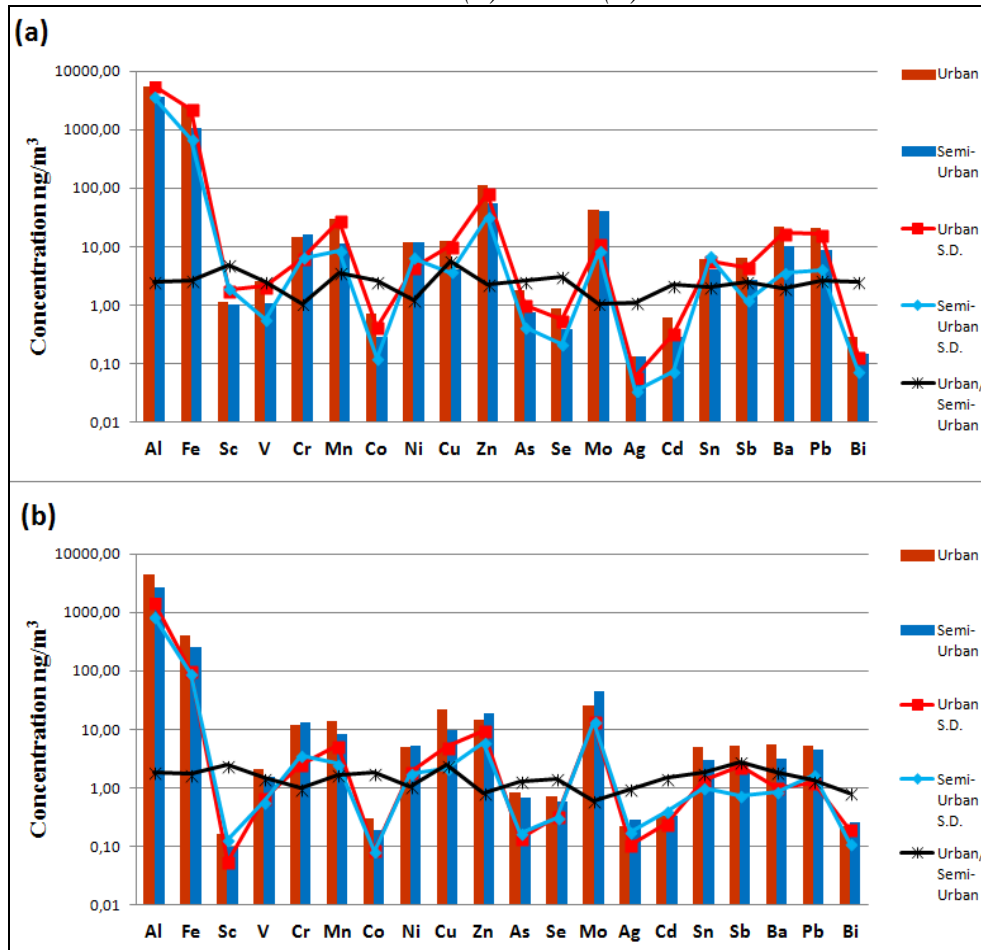 (a)
10000,00
1000,00
100,00
10,00
1,00
0,10
0,01
Concentration ng/m³
Al Fe Sc V Cr Mn Co Ni Cu Zn As Se Mo Ag Cd Sn Sb Ba Pb Bi
Urban
Semi-
Urban
Urban
S.D.
Semi-
Urban
S.D.
Urban/
Semi-
Urban
(b)
10000,00
1000,00
100,00
10,00
1,00
0,10
0,01
Concentration ng/m³
Al Fe Sc V Cr Mn Co Ni Cu Zn As Se Mo Ag Cd Sn Sb Ba Pb Bi
Urban
Semi-
Urban
Urban
S.D.
Semi-
Urban
S.D.
Urban/
Semi-
Urban